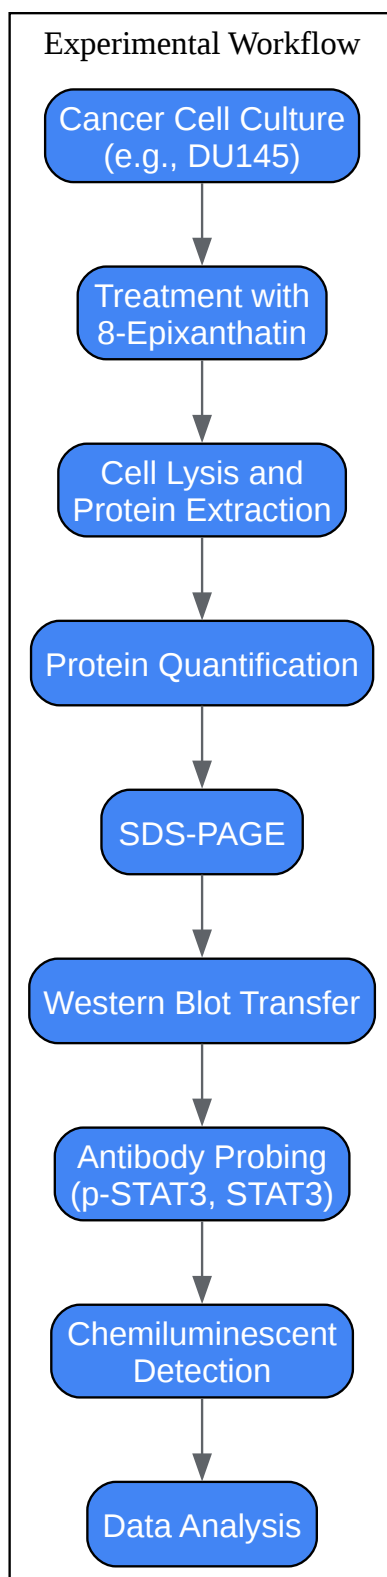 Experimental Workflow
Cancer Cell Culture
(e.g., DU145)
Treatment with
8-Epixanthatin
Cell Lysis and
Protein Extraction
Protein Quantification
SDS-PAGE
Western Blot Transfer
Antibody Probing
(p-STAT3, STAT3)
Chemiluminescent
Detection
Data Analysis